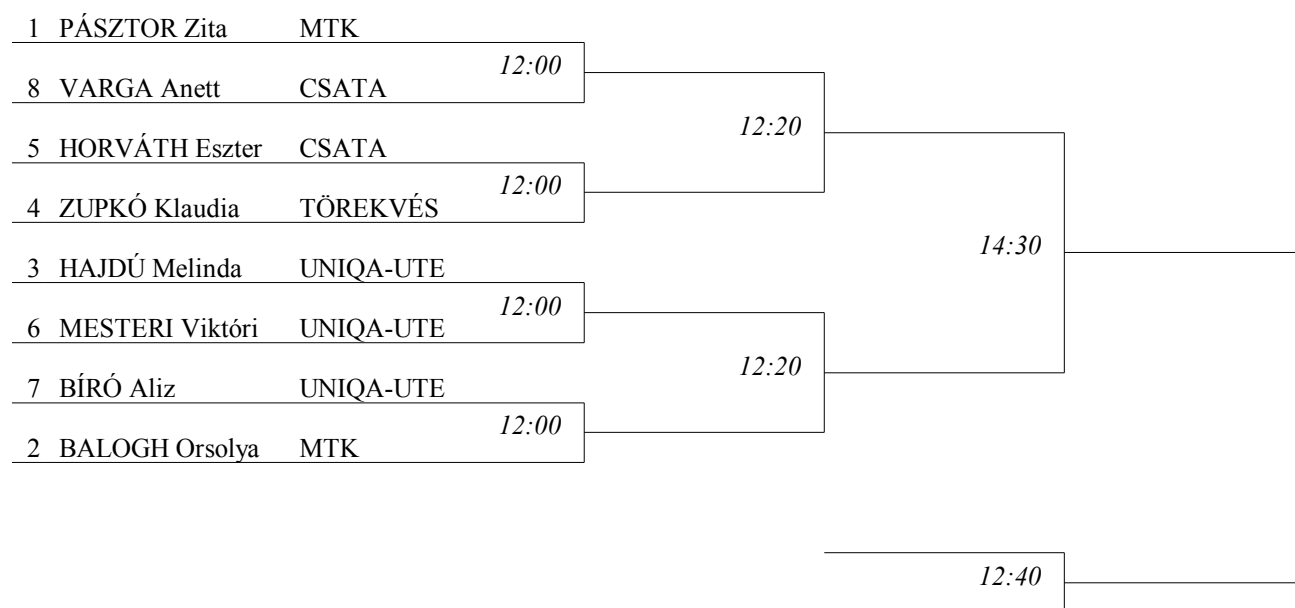 1 PÁSZTOR Zita MTK
12:00
8 VARGA Anett CSATA
12:20
5 HORVÁTH Eszter CSATA
12:00
4 ZUPKÓ Klaudia TÖREKVÉS
14:30
3 HAJDÚ Melinda UNIQA-UTE
12:00
6 MESTERI Viktóri UNIQA-UTE
12:20
7 BÍRÓ Aliz UNIQA-UTE
12:00
2 BALOGH Orsolya MTK
12:40